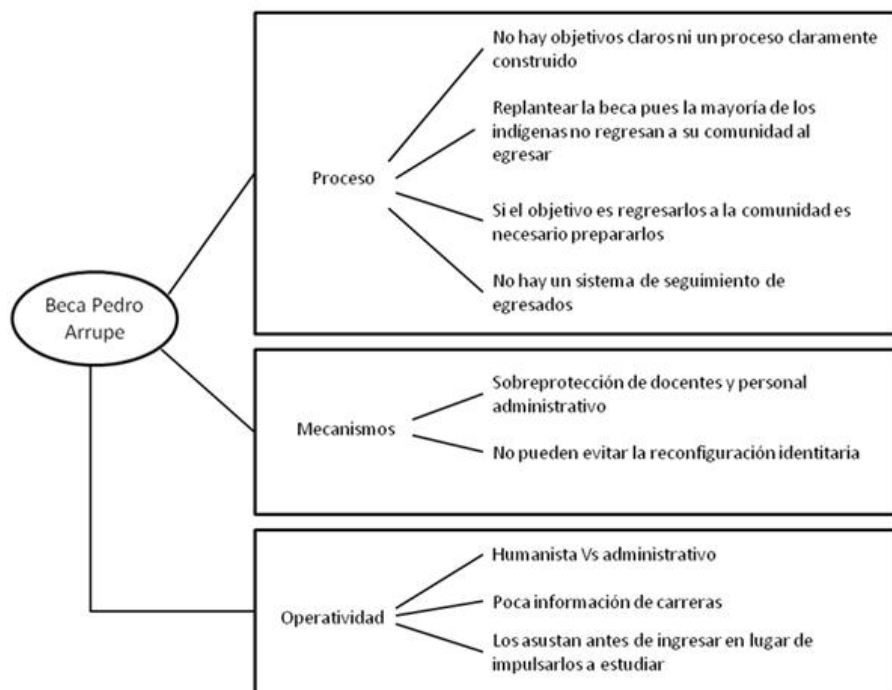 Beca Pedro
Arrupe
Proceso
No hay objetivos claros ni un proceso claramente
construido
Replantear la beca pues la mayoría de los
indígenas no regresan a su comunidad al
egresar
Si el objetivo es regresarlos a la comunidad es
necesario prepararlos
No hay un sistema de seguimiento de
egresados
Mecanismos
Sobreprotección de docentes y personal
administrativo
No pueden evitar la reconfiguración identitaria
Operatividad
Humanista Vs administrativo
Poca información de carreras
Los asustan antes de ingresar en lugar de
impulsarlos a estudiar